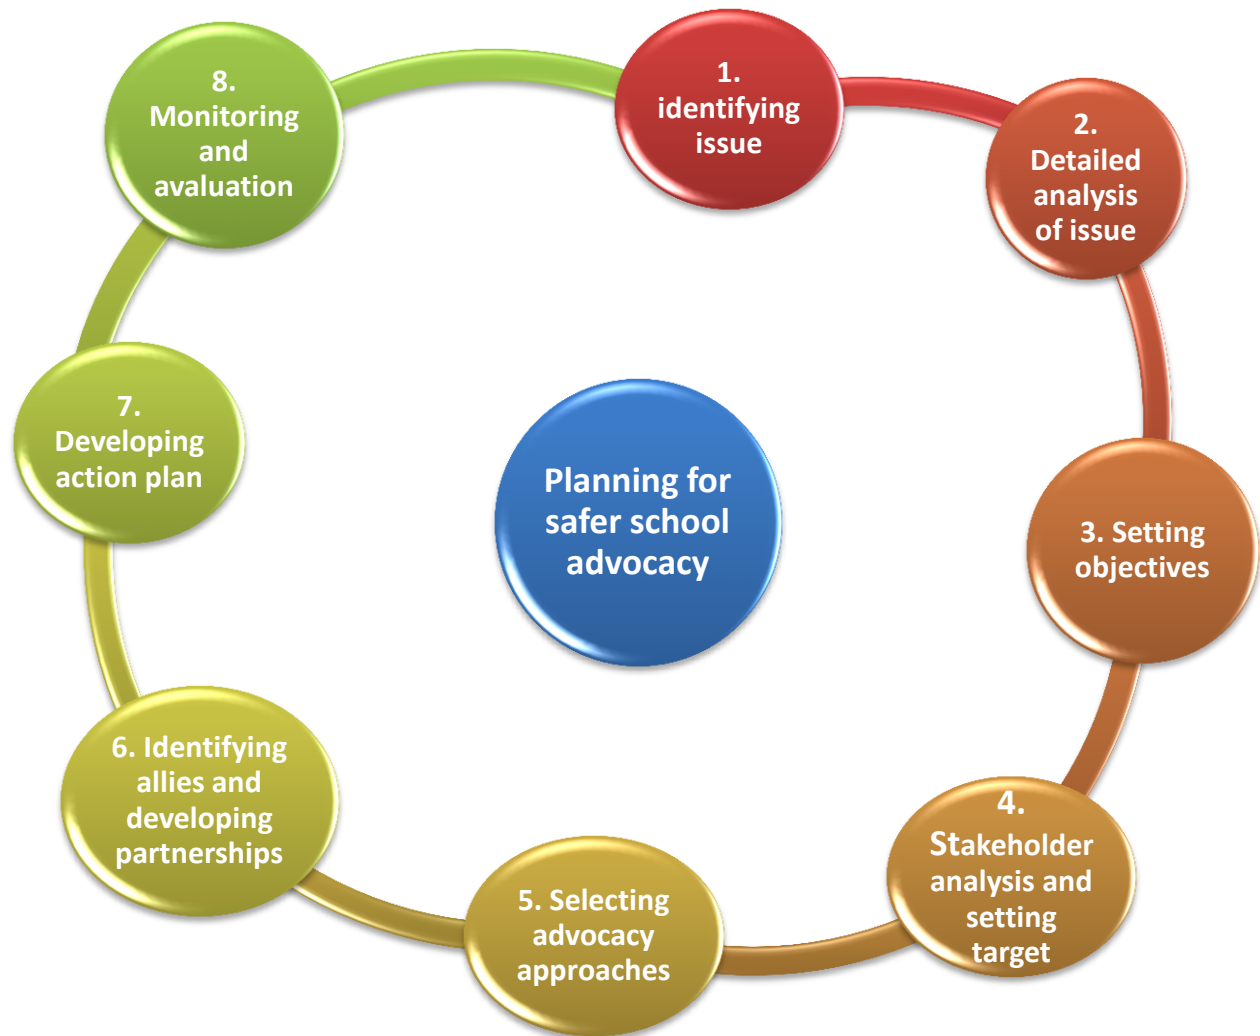 1.
identifying
issue
2.
Detailed
analysis
of issue
3. Setting
objectives
4.
Stakeholder
analysis and
setting
target
5. Selecting
advocacy
approaches
6. Identifying
allies and
developing
partnerships
7.
Developing
action plan
8.
Monitoring
and
avaluation
Planning for
safer school
advocacy